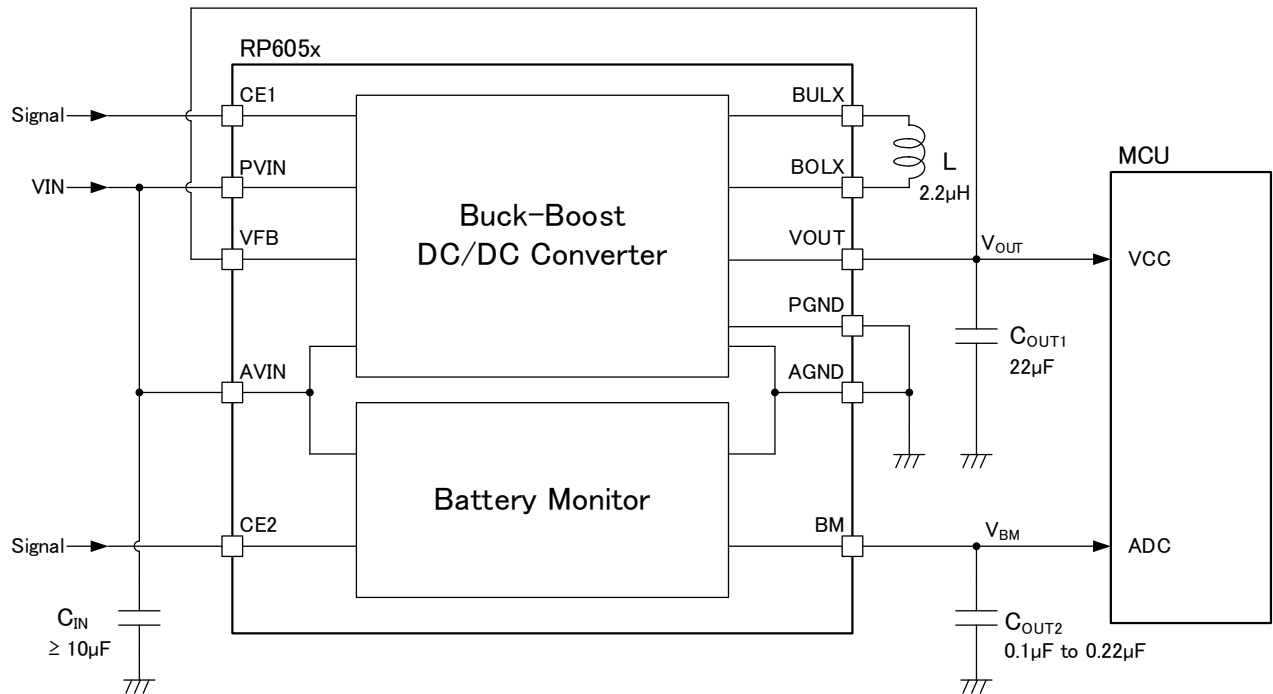 RP605x
CE1
BULX
Signal
PVIN
BOLX
L
2.2µH
MCU
VIN
Buck-Boost
DC/DC Converter
VFB
VOUT
VOUT
VCC
PGND
COUT1
22µF
AVIN
AGND
Battery Monitor
CE2
BM
VBM
Signal
ADC
CIN
≥ 10µF
COUT2
0.1µF to 0.22µF